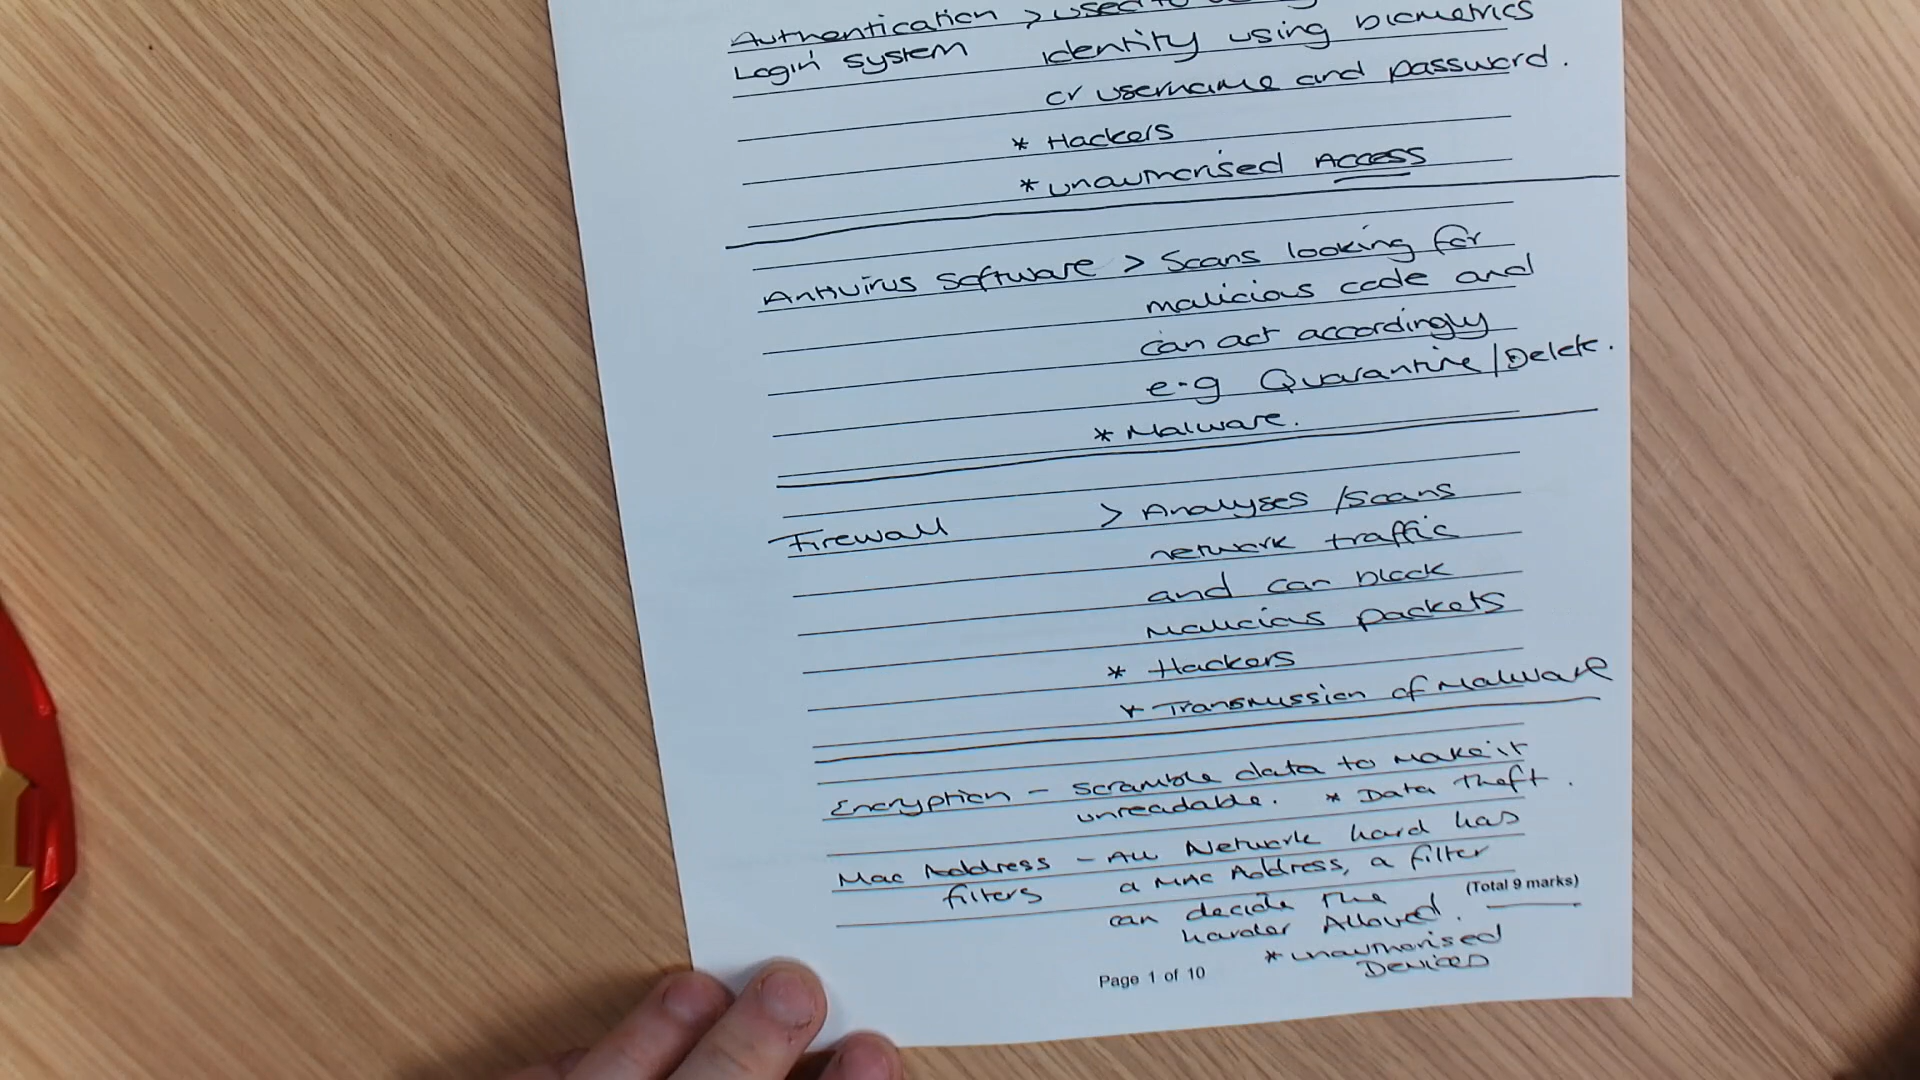 Authentication > used to
Login system identity using biometrics
or username and password.
* Hackers
* unauthorised Access
Antivirus Software > Scans looking for
malicious code and
can act accordingly
e-g Quarantine/Delete.
* Malware.
Firewall > Analyses /Scans
network traffic
and can block
malicious packets
* Hackers
* Transmission of Malware
Encryption - scramble data to make it
unreadable. * Data theft.
Mac Address - All Network hard has
filters a MAC Address, a filter
can decide the
(Total 9 marks)
harder Allowed.
* unauthorised
Devices
Page 1 of 10